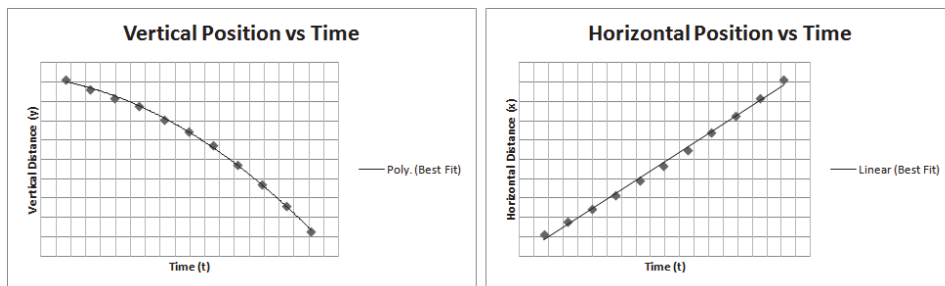 Vertical Position vs Time
Vertical Distance (y)
Poly. (Best Fit)
Time (t)
Horizontal Position vs Time
Horizontal Distance (x)
Linear (Best Fit)
Time (t)